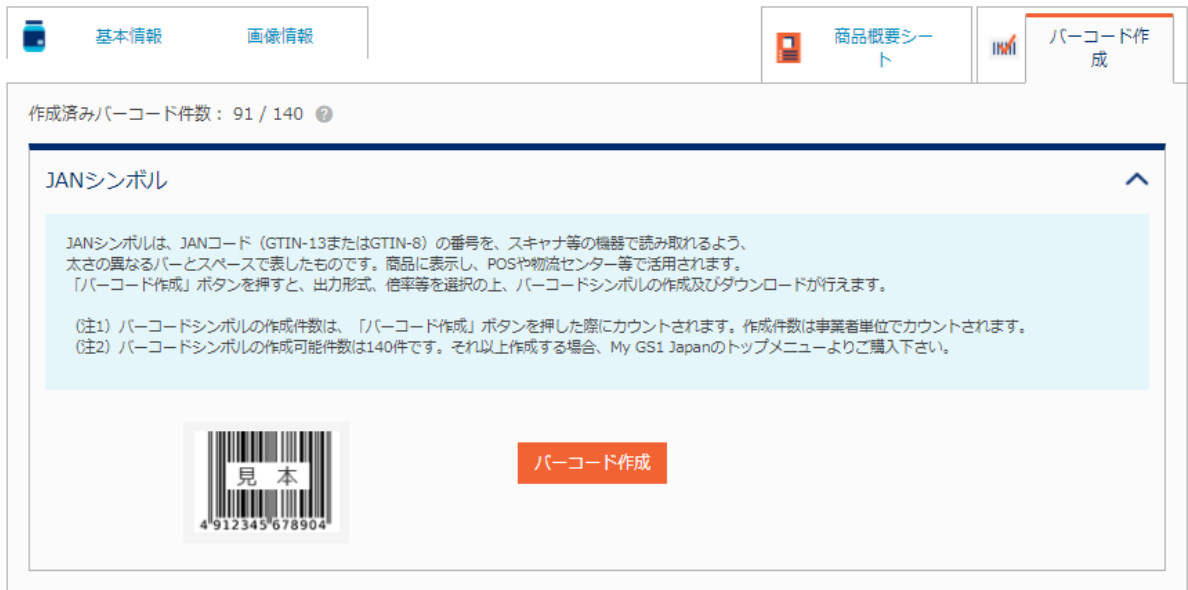 基本情報
画像情報
商品概要シー
ト
バーコード作
成
作成済みバーコード件数： 91 / 140 ?
JANシンボル
JANシンボルは、JANコード（GTIN-13またはGTIN-8）の番号を、スキャナ等の機器で読み取れるよう、
太さの異なるバーとスペースで表したものです。商品に表示し、POSや物流センター等で活用されます。
「バーコード作成」ボタンを押すと、出力形式、倍率等を選択の上、バーコードシンボルの作成及びダウンロードが行えます。
（注1）バーコードシンボルの作成件数は、「バーコード作成」ボタンを押した際にカウントされます。作成件数は事業者単位でカウントされます。
（注2）バーコードシンボルの作成可能件数は140件です。それ以上作成する場合、My GS1 Japanのトップメニューよりご購入下さい。
見 本
4 912345 678904
バーコード作成